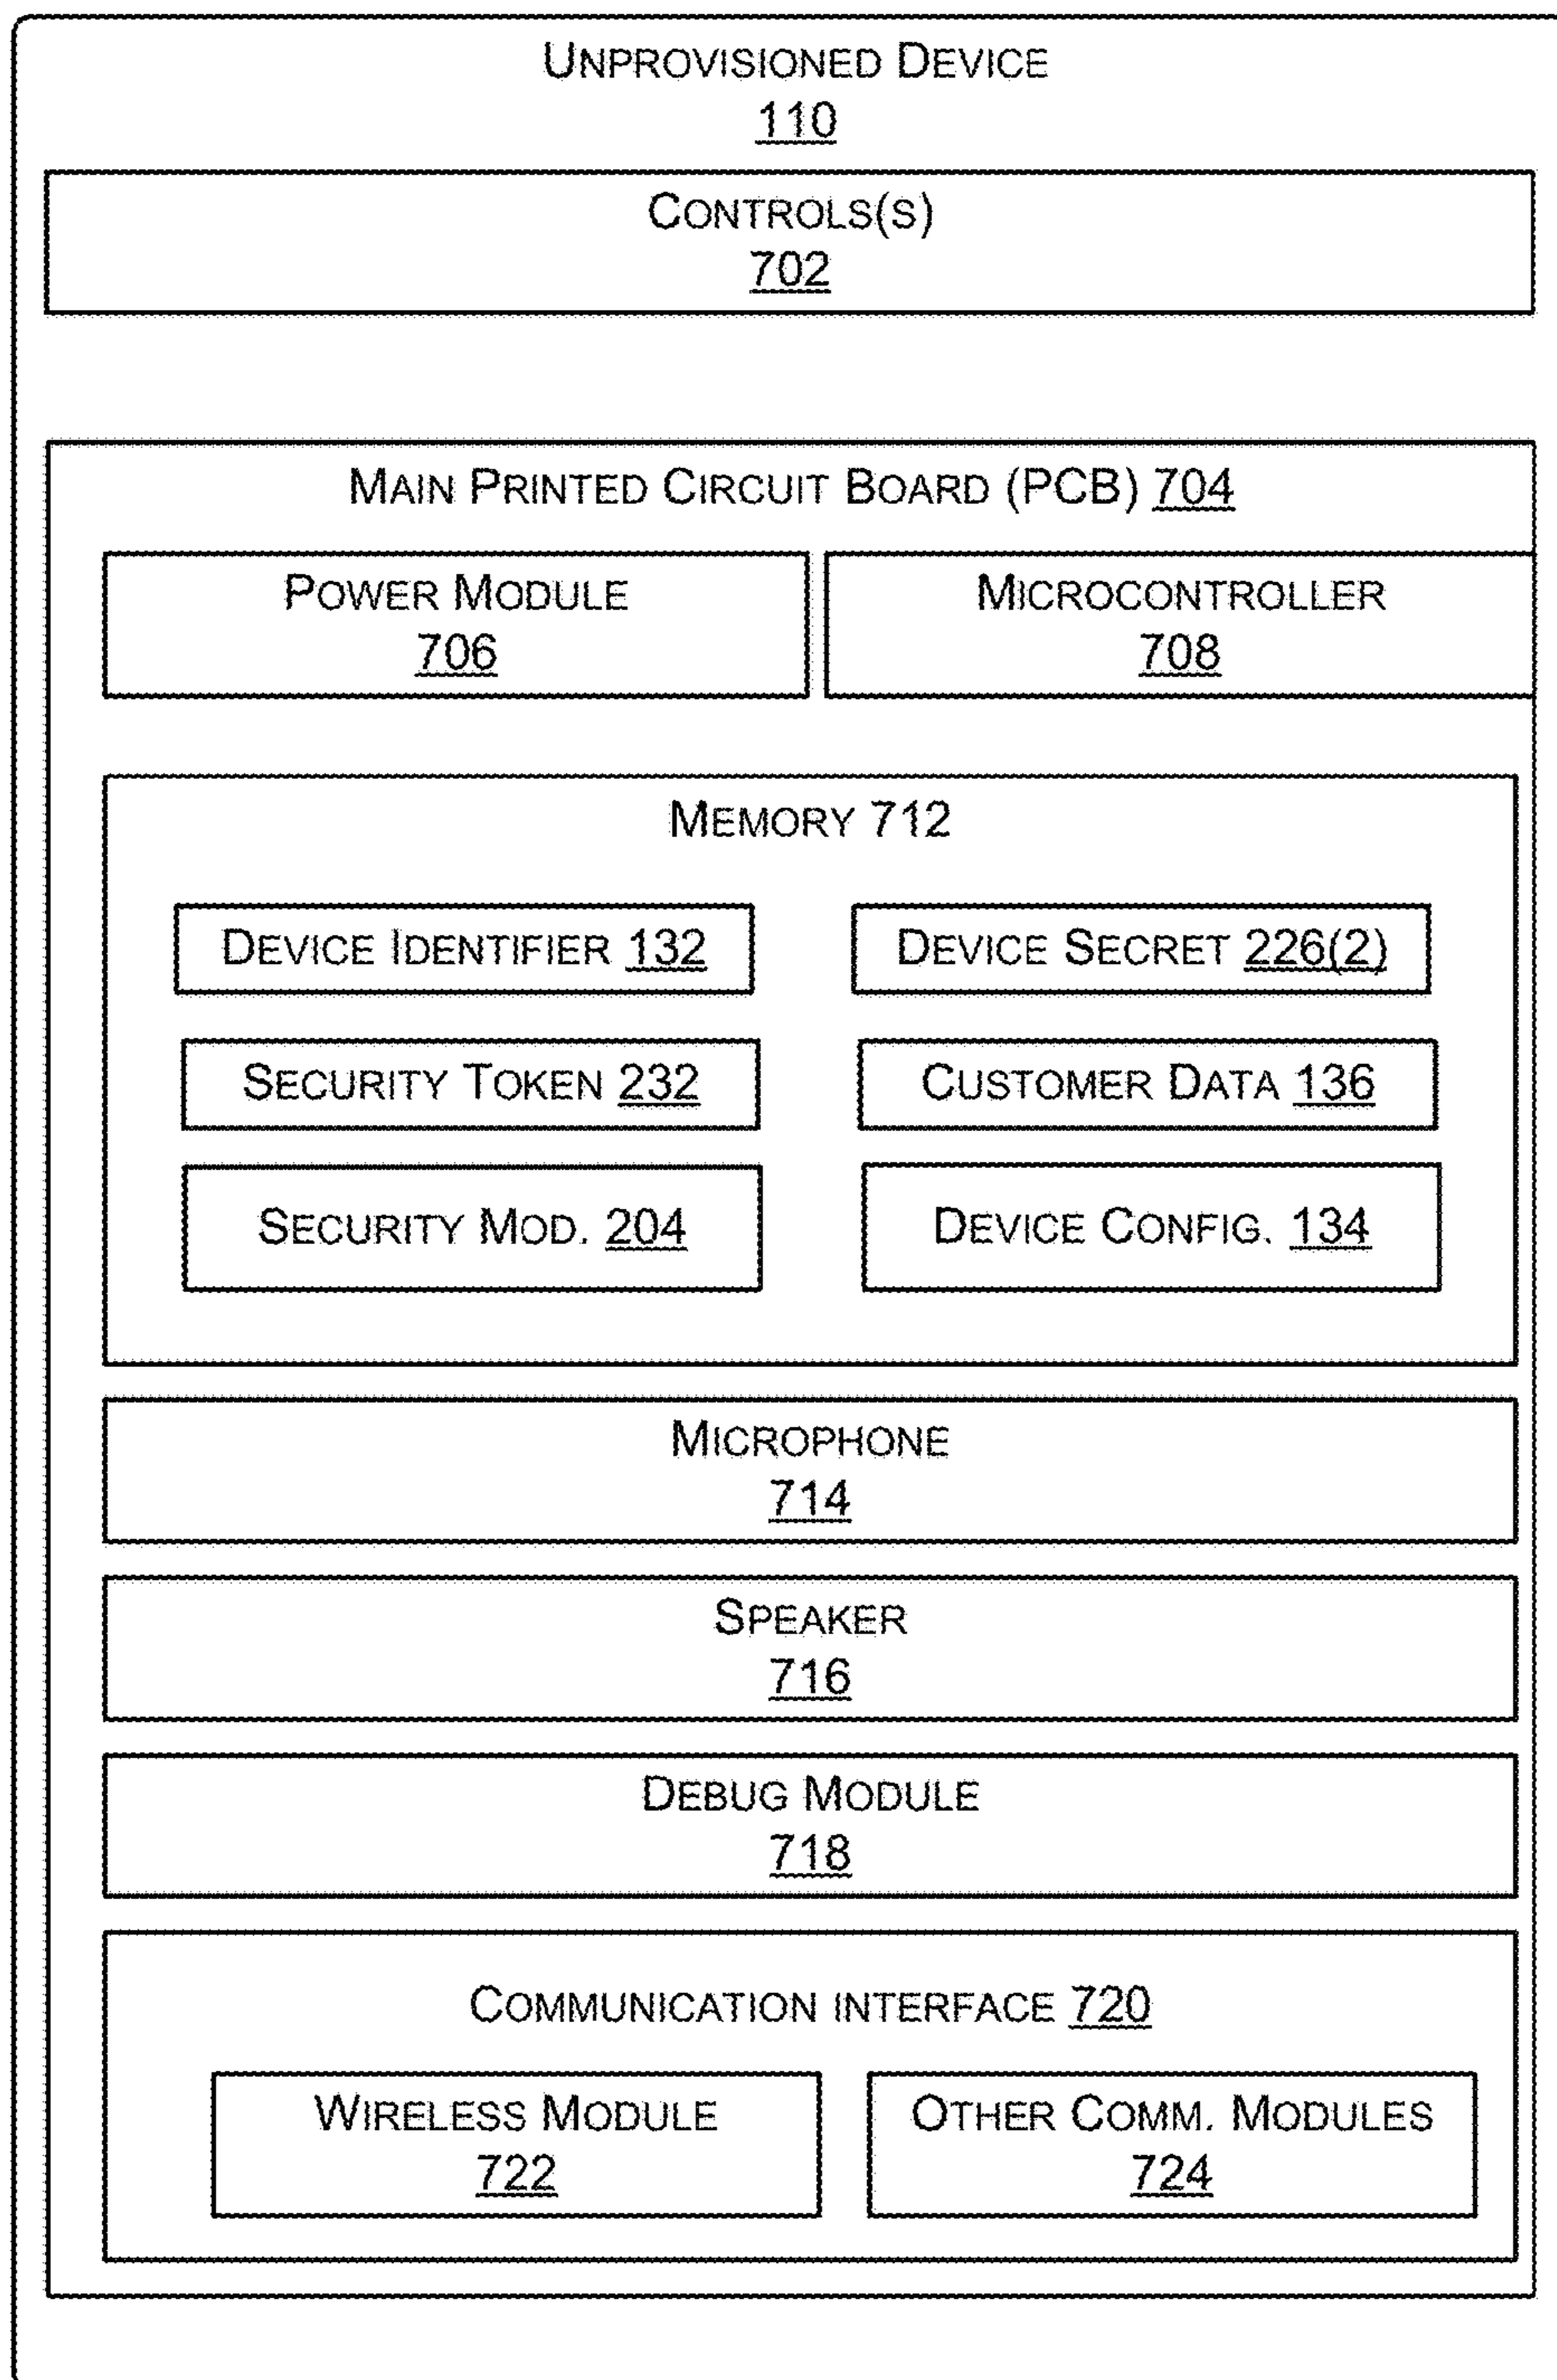 UNPROVISIONED DEVICE
110
CONTROLS(S)
702
MAIN PRINTED CIRCUIT BOARD (PCB) 704
POWER MODULE
706
MICROCONTROLLER
708
MEMORY 712
DEVICE IDENTIFIER 132
DEVICE SECRET 226(2)
SECURITY TOKEN 232
CUSTOMER DATA 136
SECURITY MOD. 204
DEVICE CONFIG. 134
MICROPHONE
714
SPEAKER
716
DEBUG MODULE
718
COMMUNICATION INTERFACE 720
WIRELESS MODULE
722
OTHER COMM. MODULES
724